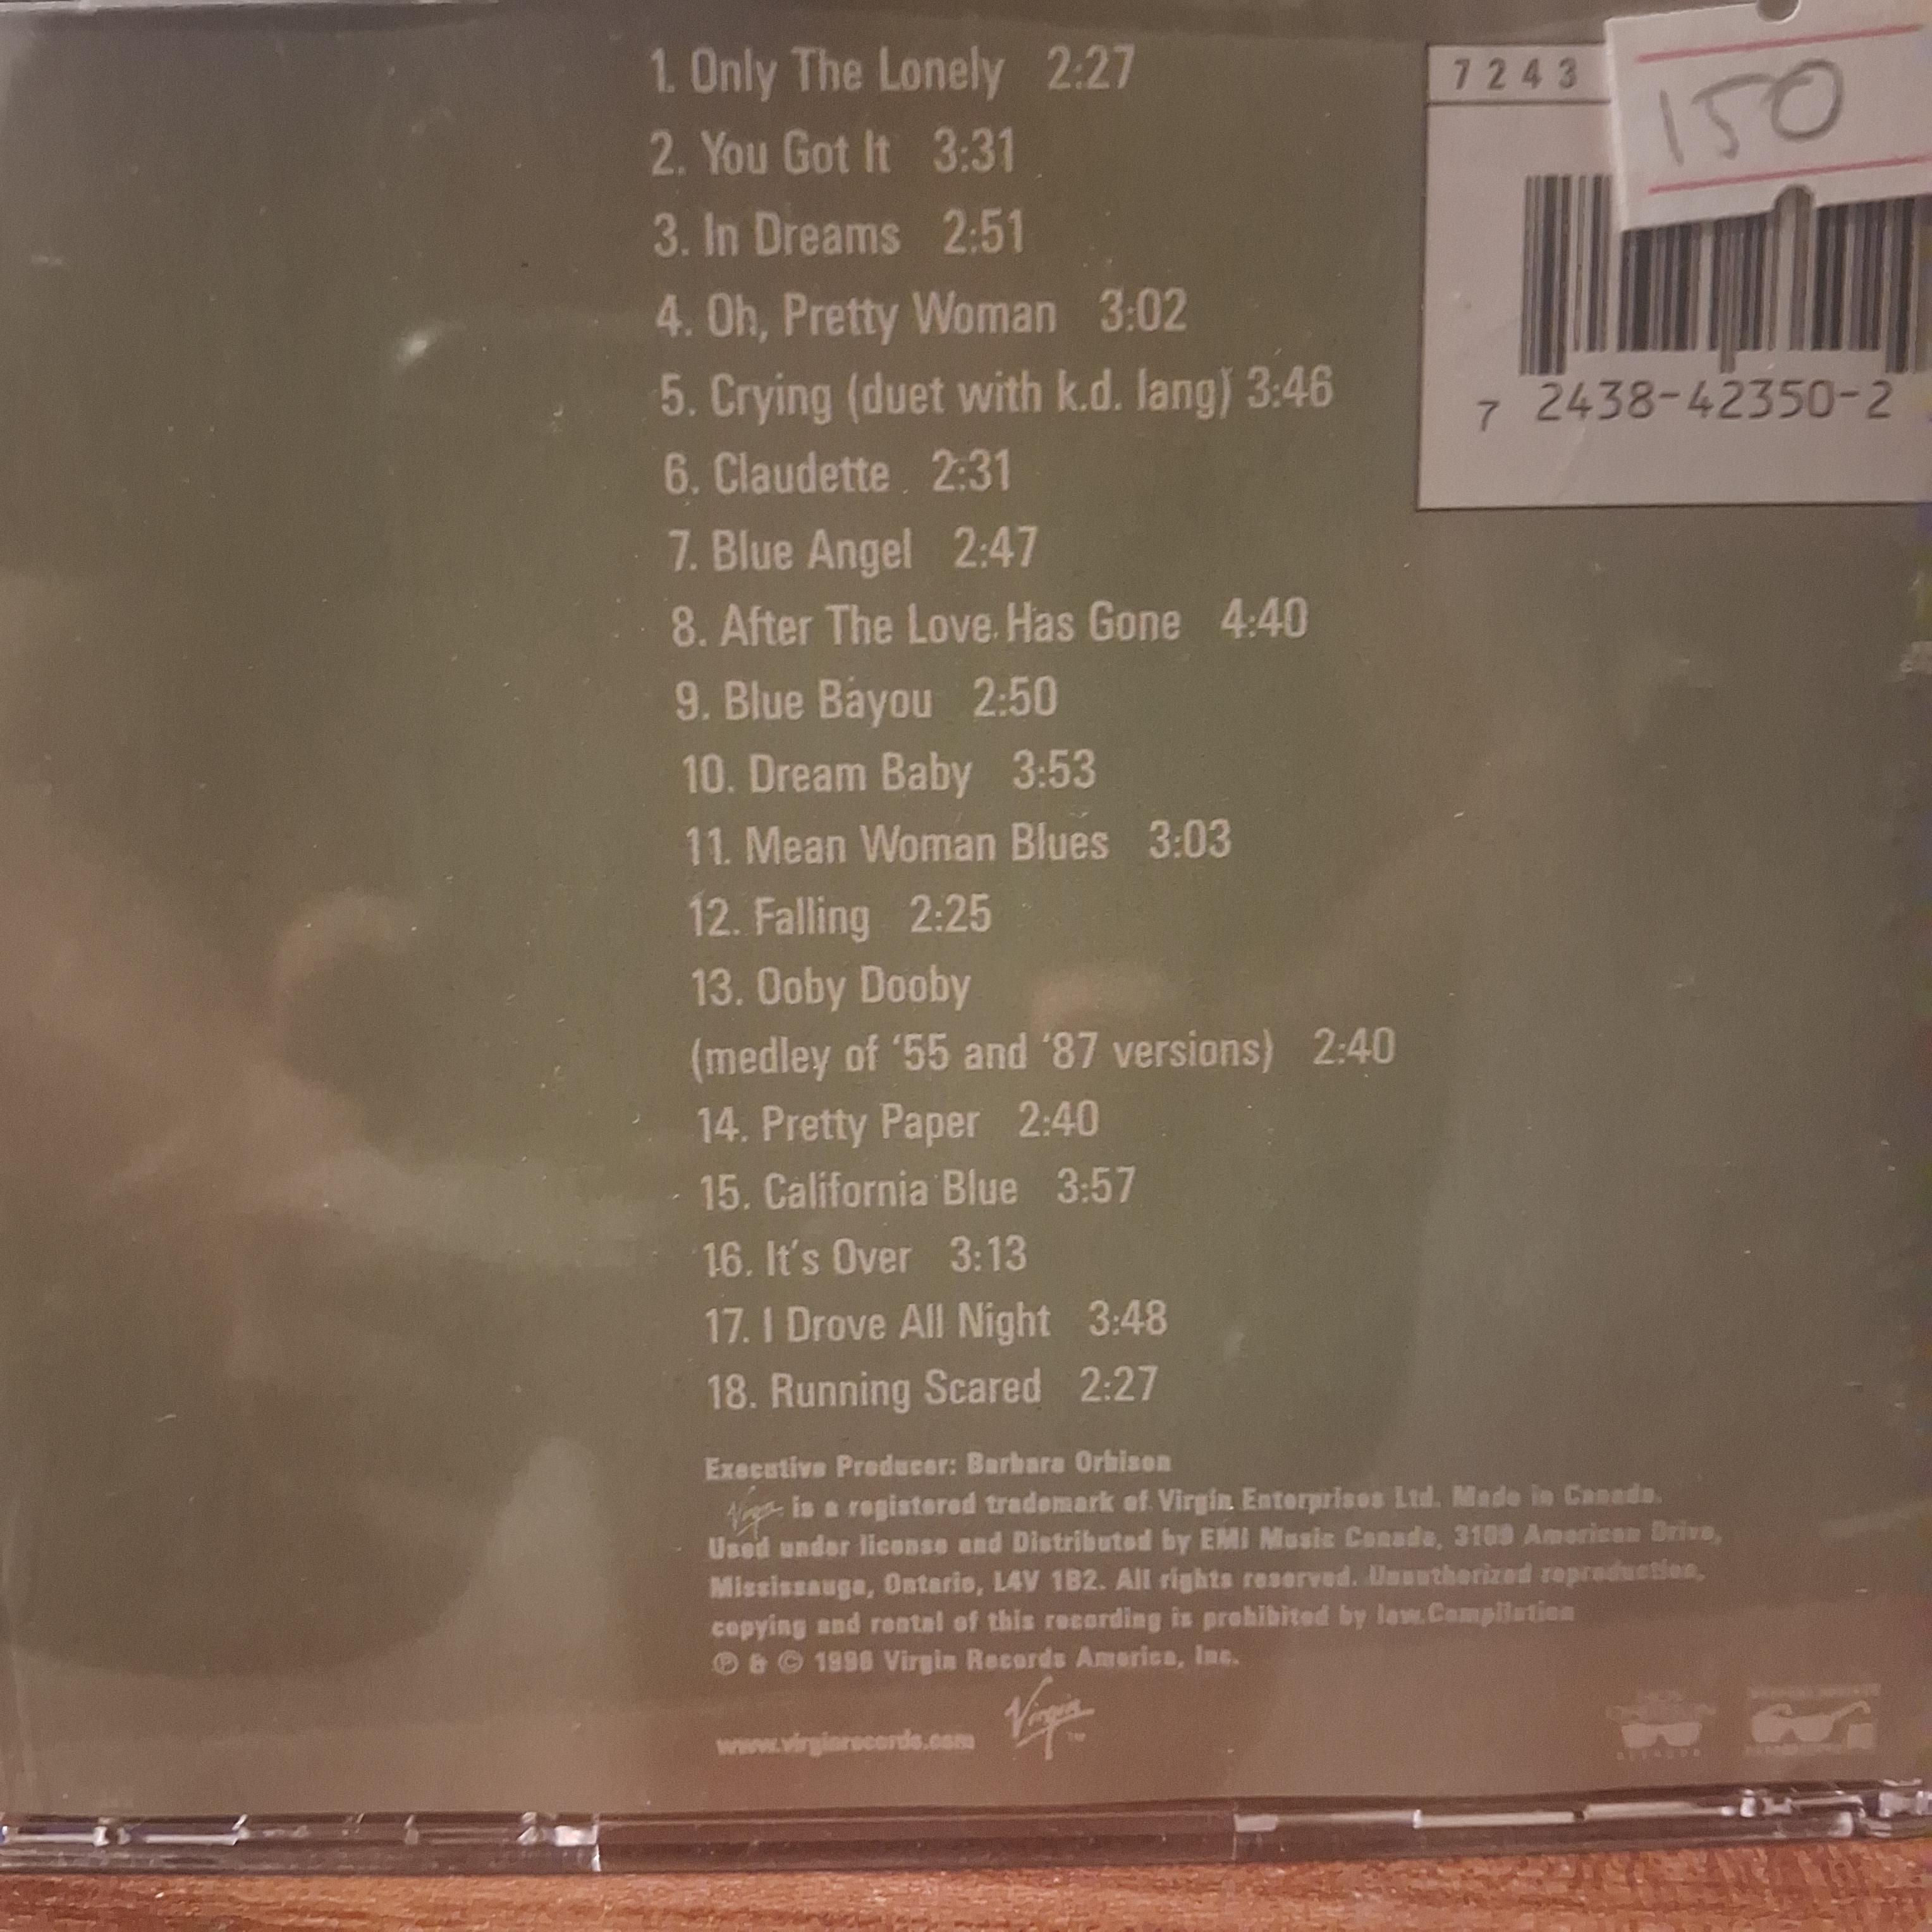 1. Only The Lonely 2:27
2. You Got It 3:31
3. In Dreams 2:51
4. Oh, Pretty Woman 3:02
5. Crying (duet with k.d. lang) 3:46
6. Claudette 2:31
7. Blue Angel 2:47
8. After The Love Has Gone 4:40
9. Blue Bayou 2:50
10. Dream Baby 3:53
11. Mean Woman Blues 3:03
12. Falling 2:25
13. Ooby Dooby
(medley of '55 and '87 versions) 2:40
14. Pretty Paper 2:40
15. California Blue 3:57
16. It's Over 3:13
17. I Drove All Night 3:48
18. Running Scared 2:27
Executive Producer: Barbara Orbison
Virgin is a registered trademark of Virgin Enterprises Ltd. Made in Canada.
Used under license and Distributed by EMI Music Canada, 3109 American Drive,
Mississauga, Ontario, L4V 1B2. All rights reserved. Unauthorized reproduction,
copying and rental of this recording is prohibited by law. Compilation
℗ & © 1998 Virgin Records America, Inc.
www.virginrecords.com
Virgin™
7243
150
7 2438-42350-2